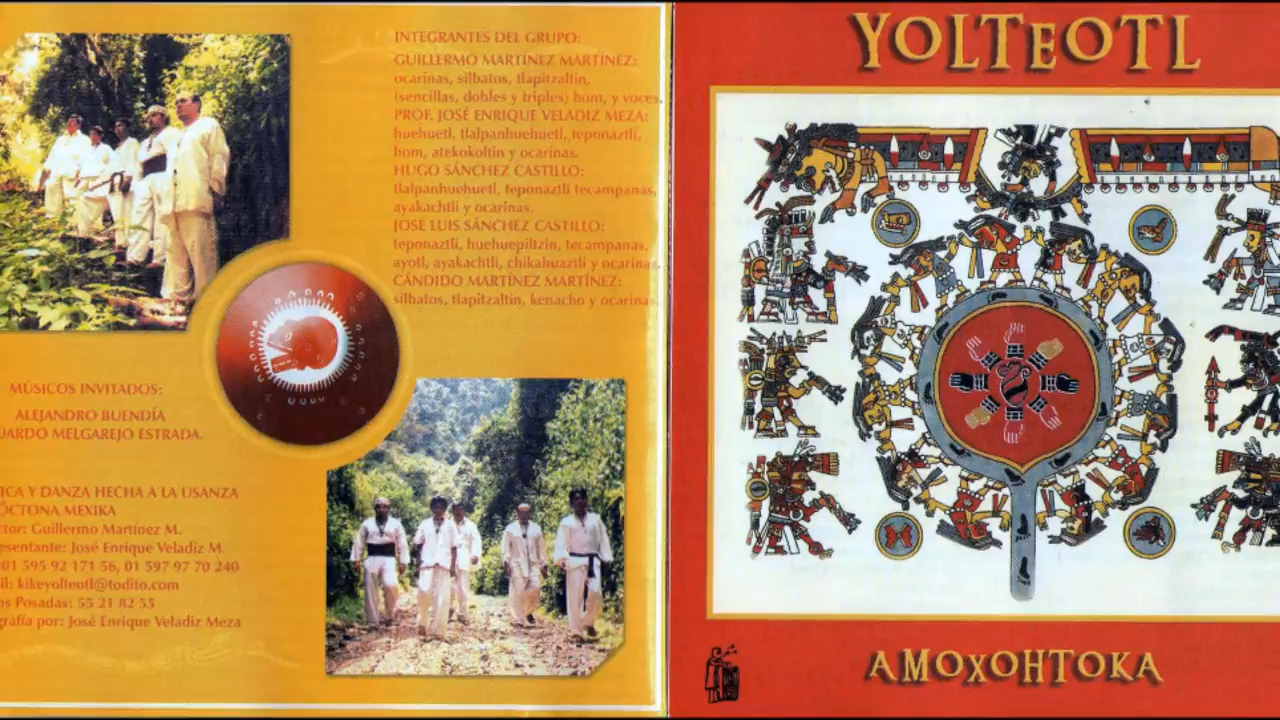 INTEGRANTES DEL GRUPO:
GUILLERMO MARTÍNEZ MARTÍNÉZ:
ocarinas, silbatos, tlapitzaltin,
(sencillas, dobles y triples) hom, y voces.
PROF. JOSÉ ENRIQUE VELADIZ MEZA:
huehuetl, tlalpanhuehuetl, teponaztli,
hom, atekokoltin y ocarinas.
HUGO SÁNCHEZ CASTILLO:
tlalpanhuehuetl, teponaztli tecampanas,
ayakachtli y ocarinas.
JOSE LUIS SÁNCHEZ CASTILLO:
teponaztli, huehuepiltzin, tecampanas,
ayotl, ayakachtli, chikahuaztli y ocarinas.
CÁNDIDO MARTÍNEZ MARTÍNEZ:
silbatos, tlapitzaltin, kenacho y ocarinas
MÚSICOS INVITADOS:
ALEJANDRO BUENDÍA
UARDO MELGAREJO ESTRADA.
ICA Y DANZA HECHA A LA USANZA
ÓCTONA MEXIKA
ctor: Guillermo Martínez M.
esentante: José Enrique Veladiz M.
01 595 92 171 56, 01 597 97 70 240
il: kikeyolteotl@todito.com
as Posadas: 55 21 82 55
grafía por: José Enrique Veladiz Meza
YOLTEOTL
AMOXOHTOKA